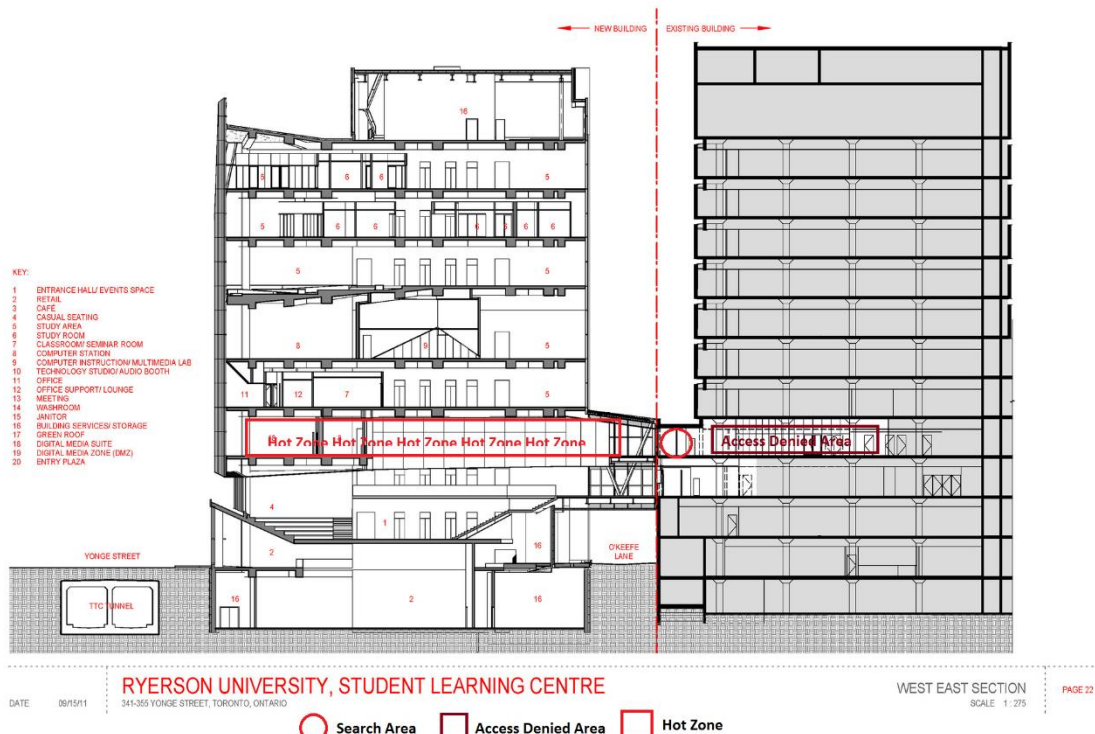 NEW BUILDING
EXISTING BUILDING
16
5
5
6
5
5
6
6
6
6
6
6
5
5
8
9
5
11
12
7
5
Hot Zone Hot Zone Hot Zone Hot Zone Hot Zone
Access Denied Area
4
1
2
16
O'KEEFE
LANE
YONGE STREET
TTC TUNNEL
16
2
16
KEY:
1 ENTRANCE HALL/ EVENTS SPACE
2 RETAIL
3 CAFÉ
4 CASUAL SEATING
5 STUDY AREA
6 STUDY ROOM
7 CLASSROOM/ SEMINAR ROOM
8 COMPUTER STATION
9 COMPUTER INSTRUCTION/ MULTIMEDIA LAB
10 TECHNOLOGY STUDIO/ AUDIO BOOTH
11 OFFICE
12 OFFICE SUPPORT/ LOUNGE
13 MEETING
14 WASHROOM
15 JANITOR
16 BUILDING SERVICES/ STORAGE
17 GREEN ROOF
18 DIGITAL MEDIA SUITE
19 DIGITAL MEDIA ZONE (DMZ)
20 ENTRY PLAZA
DATE 09/15/11
RYERSON UNIVERSITY, STUDENT LEARNING CENTRE
341-355 YONGE STREET, TORONTO, ONTARIO
WEST EAST SECTION
SCALE 1 : 275
PAGE 22
Search Area
Access Denied Area
Hot Zone